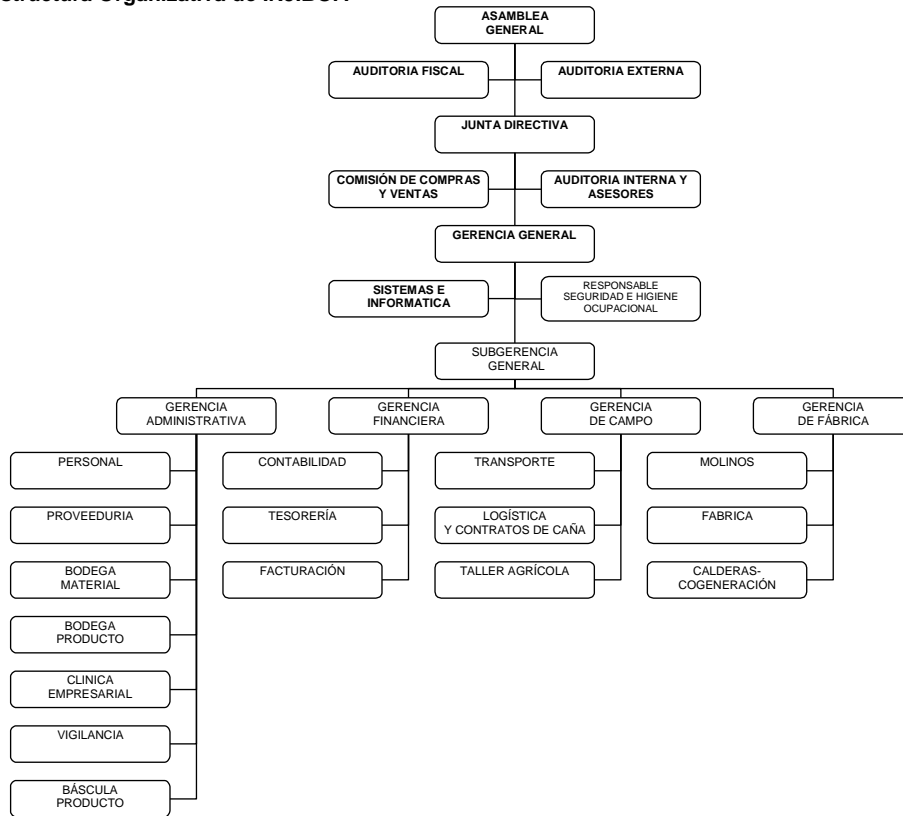 ASAMBLEA
GENERAL
AUDITORIA FISCAL
AUDITORIA EXTERNA
JUNTA DIRECTIVA
COMISIÓN DE COMPRAS
Y VENTAS
AUDITORIA INTERNA Y
ASESORES
GERENCIA GENERAL
SISTEMAS E
INFORMATICA
RESPONSABLE
SEGURIDAD E HIGIENE
OCUPACIONAL
SUBGERENCIA
GENERAL
GERENCIA
ADMINISTRATIVA
GERENCIA
FINANCIERA
GERENCIA
DE CAMPO
GERENCIA
DE FÁBRICA
PERSONAL
PROVEEDURIA
BODEGA
MATERIAL
BODEGA
PRODUCTO
CLINICA
EMPRESARIAL
VIGILANCIA
BÁSCULA
PRODUCTO
CONTABILIDAD
TESORERÍA
FACTURACIÓN
TRANSPORTE
LOGÍSTICA
Y CONTRATOS DE CAÑA
TALLER AGRÍCOLA
MOLINOS
FABRICA
CALDERAS-
COGENERACIÓN